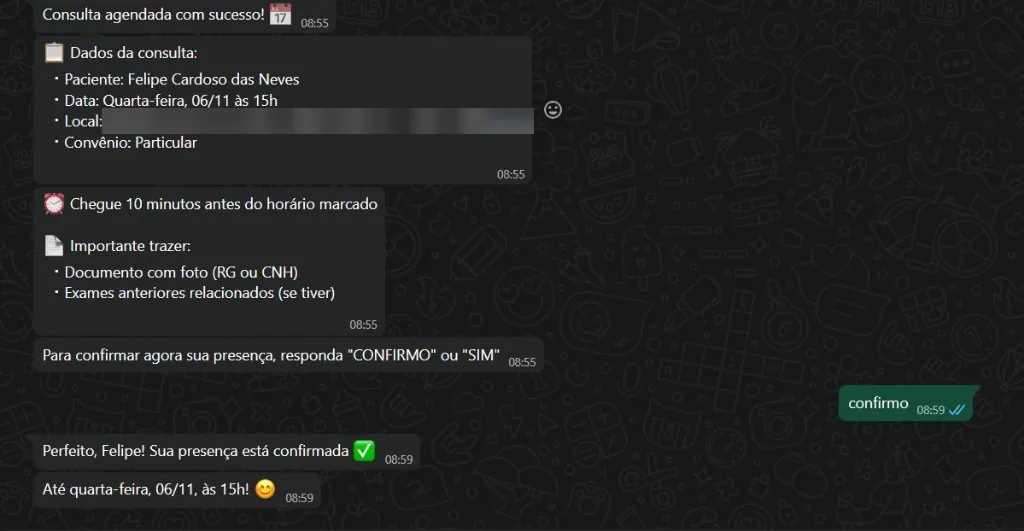 Consulta agendada com sucesso! 📅 08:55
📋 Dados da consulta:
• Paciente: Felipe Cardoso das Neves
• Data: Quarta-feira, 06/11 às 15h
• Local:
• Convênio: Particular
08:55
⏰ Chegue 10 minutos antes do horário marcado
📄 Importante trazer:
• Documento com foto (RG ou CNH)
• Exames anteriores relacionados (se tiver)
08:55
Para confirmar agora sua presença, responda "CONFIRMO" ou "SIM" 08:55
confirmo 08:59
Perfeito, Felipe! Sua presença está confirmada ✅ 08:59
Até quarta-feira, 06/11, às 15h! 😊 08:59